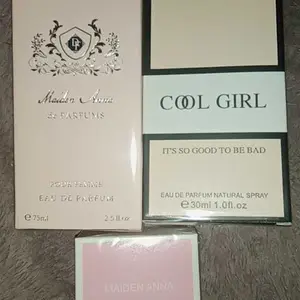 Maiden Anna
de PARFUMS
POUR FEMME
EAU DE PARFUM
℮ 75ml 2.5 fl.oz
COOL GIRL
IT'S SO GOOD TO BE BAD
EAU DE PARFUM NATURAL SPRAY
℮ 30ml 1.0fl.oz
MAIDEN ANNA